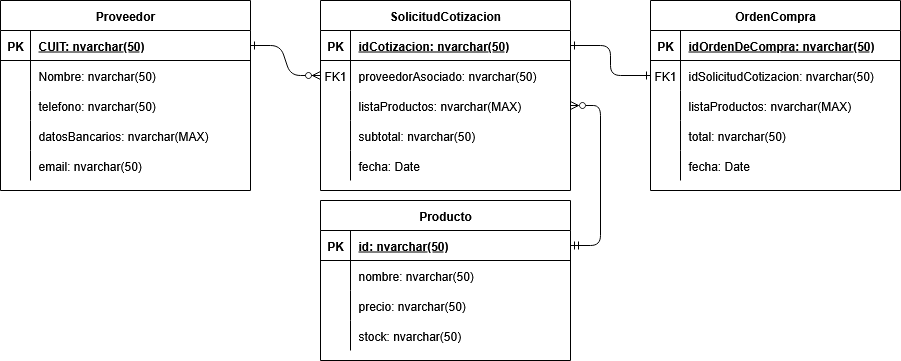 Proveedor
PK CUIT: nvarchar(50)
Nombre: nvarchar(50)
telefono: nvarchar(50)
datosBancarios: nvarchar(MAX)
email: nvarchar(50)
SolicitudCotizacion
PK idCotizacion: nvarchar(50)
FK1 proveedorAsociado: nvarchar(50)
listaProductos: nvarchar(MAX)
subtotal: nvarchar(50)
fecha: Date
OrdenCompra
PK idOrdenDeCompra: nvarchar(50)
FK1 idSolicitudCotizacion: nvarchar(50)
listaProductos: nvarchar(MAX)
total: nvarchar(50)
fecha: Date
Producto
PK id: nvarchar(50)
nombre: nvarchar(50)
precio: nvarchar(50)
stock: nvarchar(50)